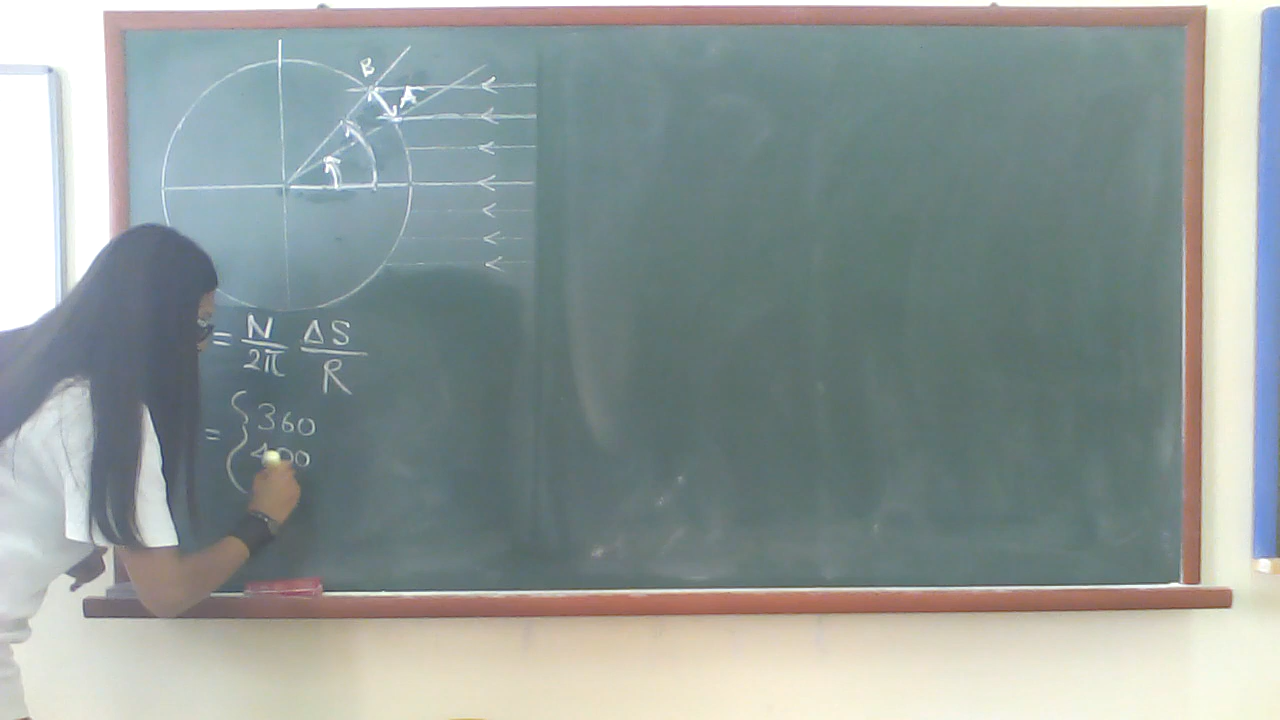 B
A
= N/2π ΔS/R
= { 360
400